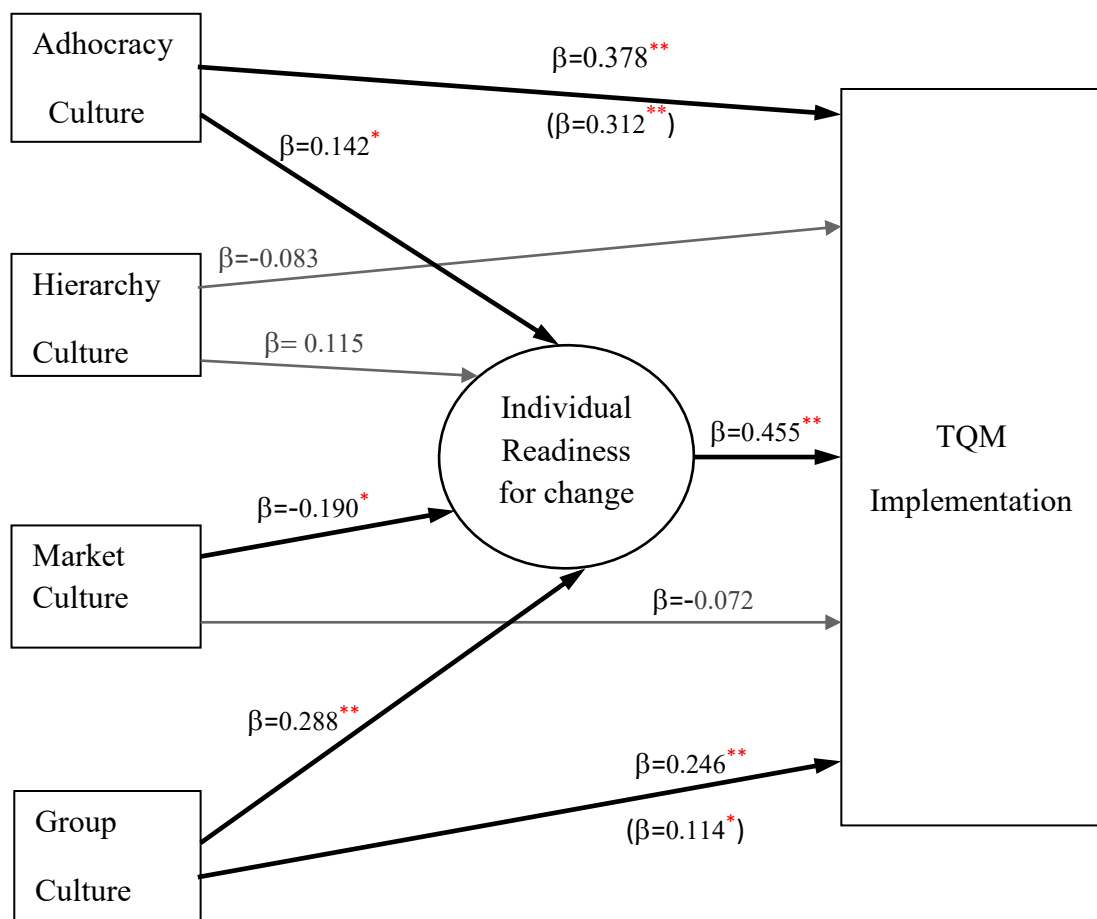 Adhocracy
Culture
β=0.378**
(β=0.312**)
β=0.142*
Hierarchy
Culture
β=-0.083
β= 0.115
Individual
Readiness
for change
β=0.455**
TQM
Implementation
Market
Culture
β=-0.190*
β=-0.072
Group
Culture
β=0.288**
β=0.246**
(β=0.114*)